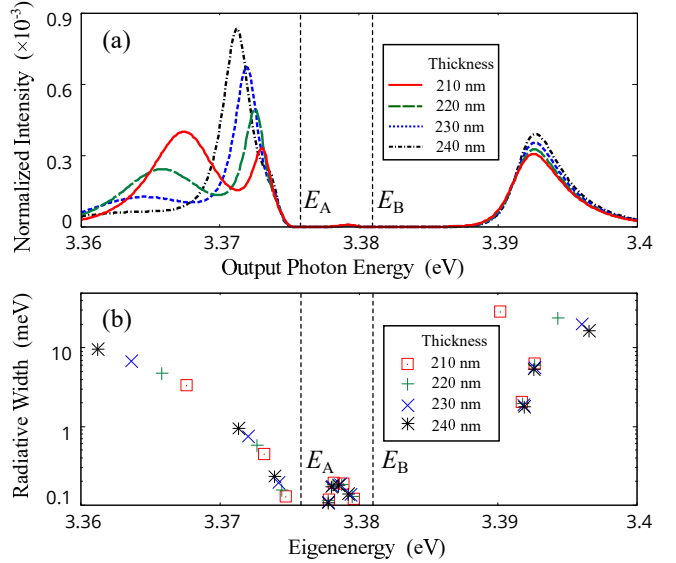 (a)
Normalized Intensity (×10⁻³)
0.9
0.6
0.3
0
Thickness
210 nm
220 nm
230 nm
240 nm
E_A
E_B
3.36
3.37
3.38
3.39
3.4
Output Photon Energy (eV)
(b)
Radiative Width (meV)
10
1
0.1
Thickness
210 nm
220 nm
230 nm
240 nm
E_A
E_B
3.36
3.37
3.38
3.39
3.4
Eigenenergy (eV)